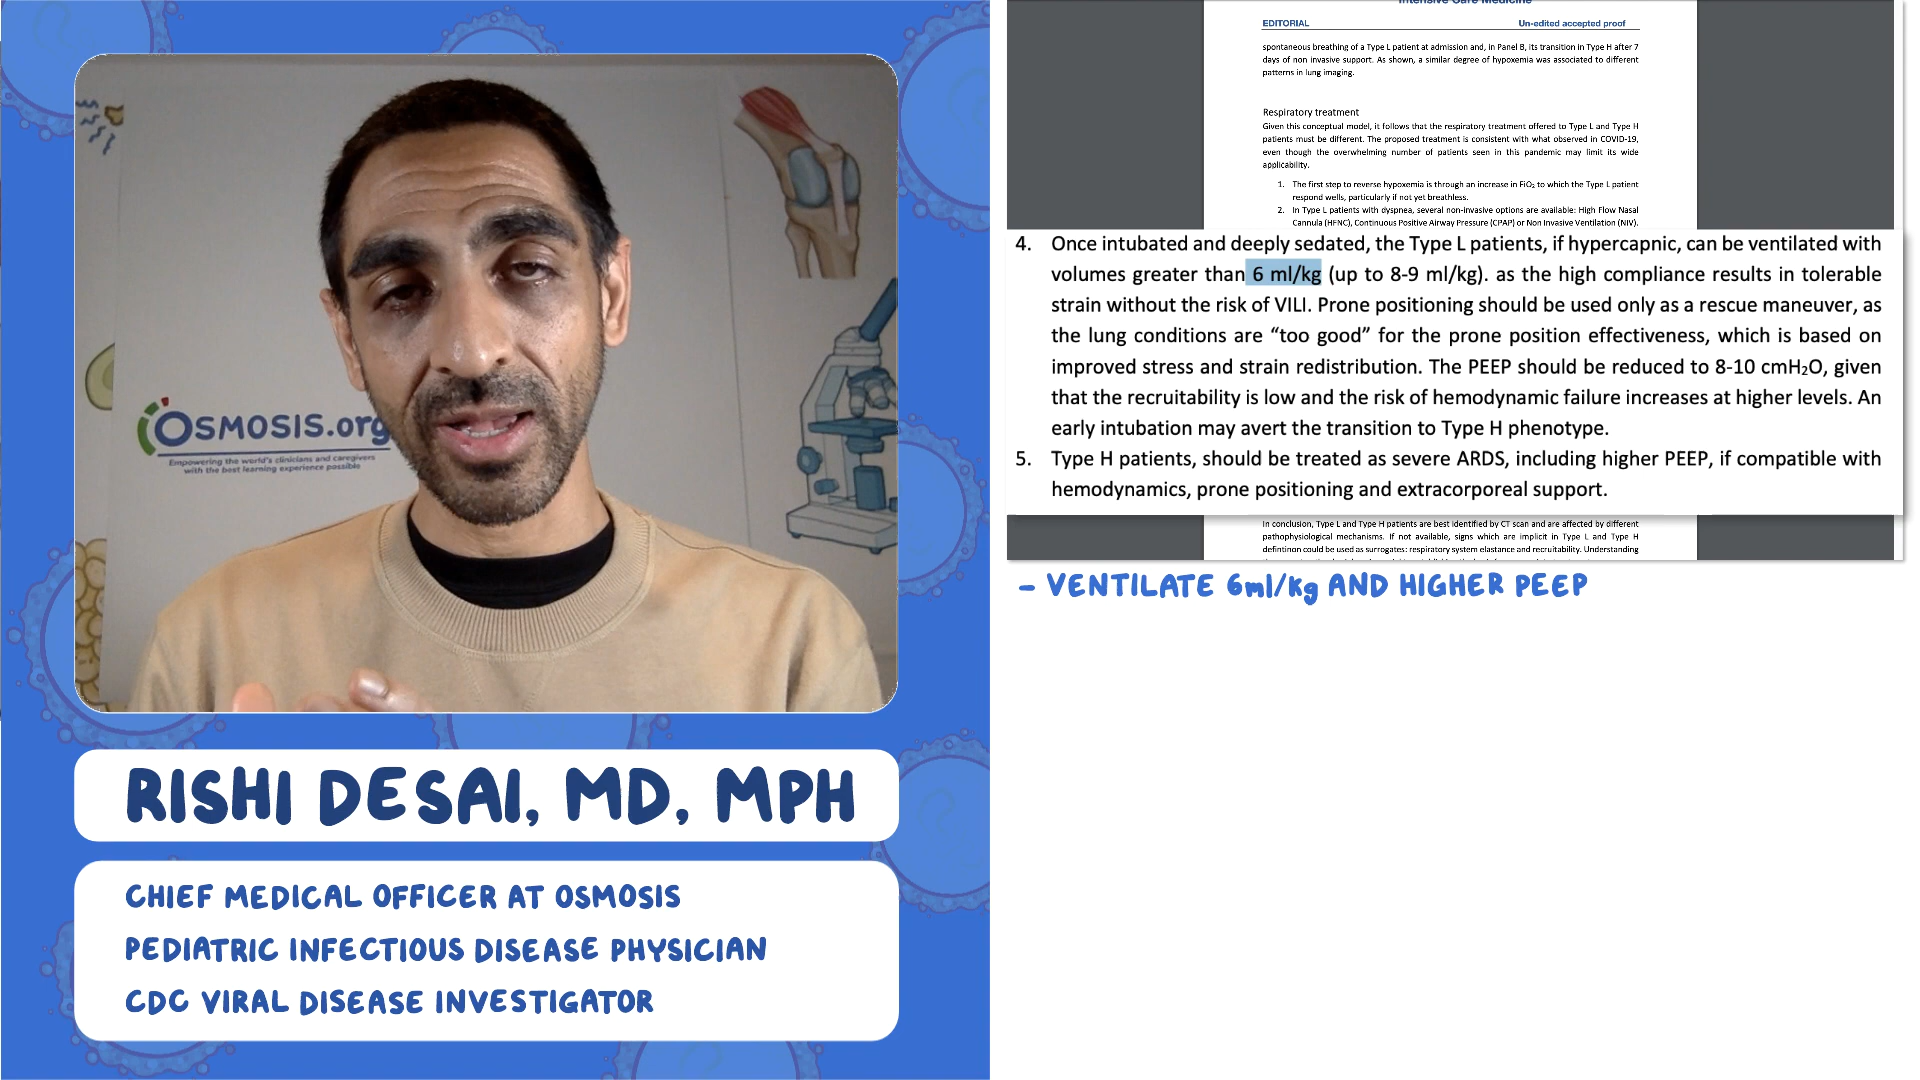 OSMOSIS.org
Empowering the world's clinicians and caregivers
with the best learning experience possible
RISHI DESAI, MD, MPH
CHIEF MEDICAL OFFICER AT OSMOSIS
PEDIATRIC INFECTIOUS DISEASE PHYSICIAN
CDC VIRAL DISEASE INVESTIGATOR
Intensive Care Medicine
EDITORIAL Un-edited accepted proof
spontaneous breathing of a Type L patient at admission and, in Panel B, its transition in Type H after 7
days of non invasive support. As shown, a similar degree of hypoxemia was associated to different
patterns in lung imaging.
Respiratory treatment
Given this conceptual model, it follows that the respiratory treatment offered to Type L and Type H
patients must be different. The proposed treatment is consistent with what observed in COVID-19,
even though the overwhelming number of patients seen in this pandemic may limit its wide
applicability.
1. The first step to reverse hypoxemia is through an increase in FiO₂ to which the Type L patient
respond wells, particularly if not yet breathless.
2. In Type L patients with dyspnea, several non-invasive options are available: High Flow Nasal
Cannula (HFNC), Continuous Positive Airway Pressure (CPAP) or Non Invasive Ventilation (NIV).
4. Once intubated and deeply sedated, the Type L patients, if hypercapnic, can be ventilated with
volumes greater than 6 ml/kg (up to 8-9 ml/kg). as the high compliance results in tolerable
strain without the risk of VILI. Prone positioning should be used only as a rescue maneuver, as
the lung conditions are “too good” for the prone position effectiveness, which is based on
improved stress and strain redistribution. The PEEP should be reduced to 8-10 cmH₂O, given
that the recruitability is low and the risk of hemodynamic failure increases at higher levels. An
early intubation may avert the transition to Type H phenotype.
5. Type H patients, should be treated as severe ARDS, including higher PEEP, if compatible with
hemodynamics, prone positioning and extracorporeal support.
In conclusion, Type L and Type H patients are best identified by CT scan and are affected by different
pathophysiological mechanisms. If not available, signs which are implicit in Type L and Type H
defintinon could be used as surrogates: respiratory system elastance and recruitability. Understanding
- VENTILATE 6ml/kg AND HIGHER PEEP